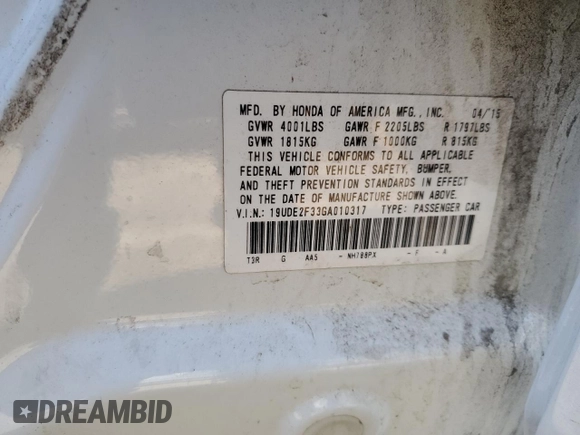 MFD. BY HONDA OF AMERICA MFG., INC. 04/15
GVWR 4001LBS GAWR F 2205LBS R 1797LBS
GVWR 1815KG GAWR F 1000KG R 815KG
THIS VEHICLE CONFORMS TO ALL APPLICABLE
FEDERAL MOTOR VEHICLE SAFETY, BUMPER,
AND THEFT PREVENTION STANDARDS IN EFFECT
ON THE DATE OF MANUFACTURE SHOWN ABOVE.
V.I.N.: 19UDE2F33GA010317 TYPE: PASSENGER CAR
T3R G AA5 - NH788PX - F - A
DREAMBID